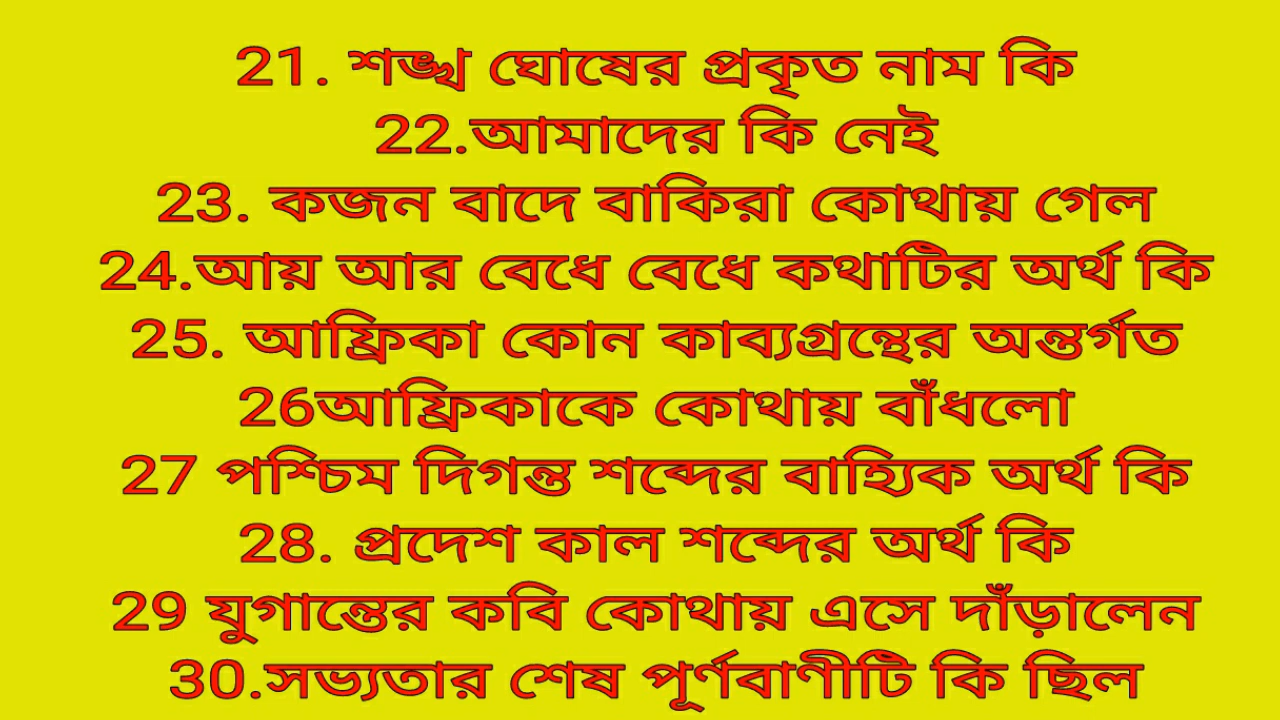 21. শঙ্খ ঘোষের প্রকৃত নাম কি
22.আমাদের কি নেই
23. কজন বাদে বাকিরা কোথায় গেল
24.আয় আর বেধে বেধে কথাটির অর্থ কি
25. আফ্রিকা কোন কাব্যগ্রন্থের অন্তর্গত
26আফ্রিকাকে কোথায় বাঁধলো
27 পশ্চিম দিগন্ত শব্দের বাহ্যিক অর্থ কি
28. প্রদেশ কাল শব্দের অর্থ কি
29 যুগান্তের কবি কোথায় এসে দাঁড়ালেন
30.সভ্যতার শেষ পূর্ণবাণীটি কি ছিল